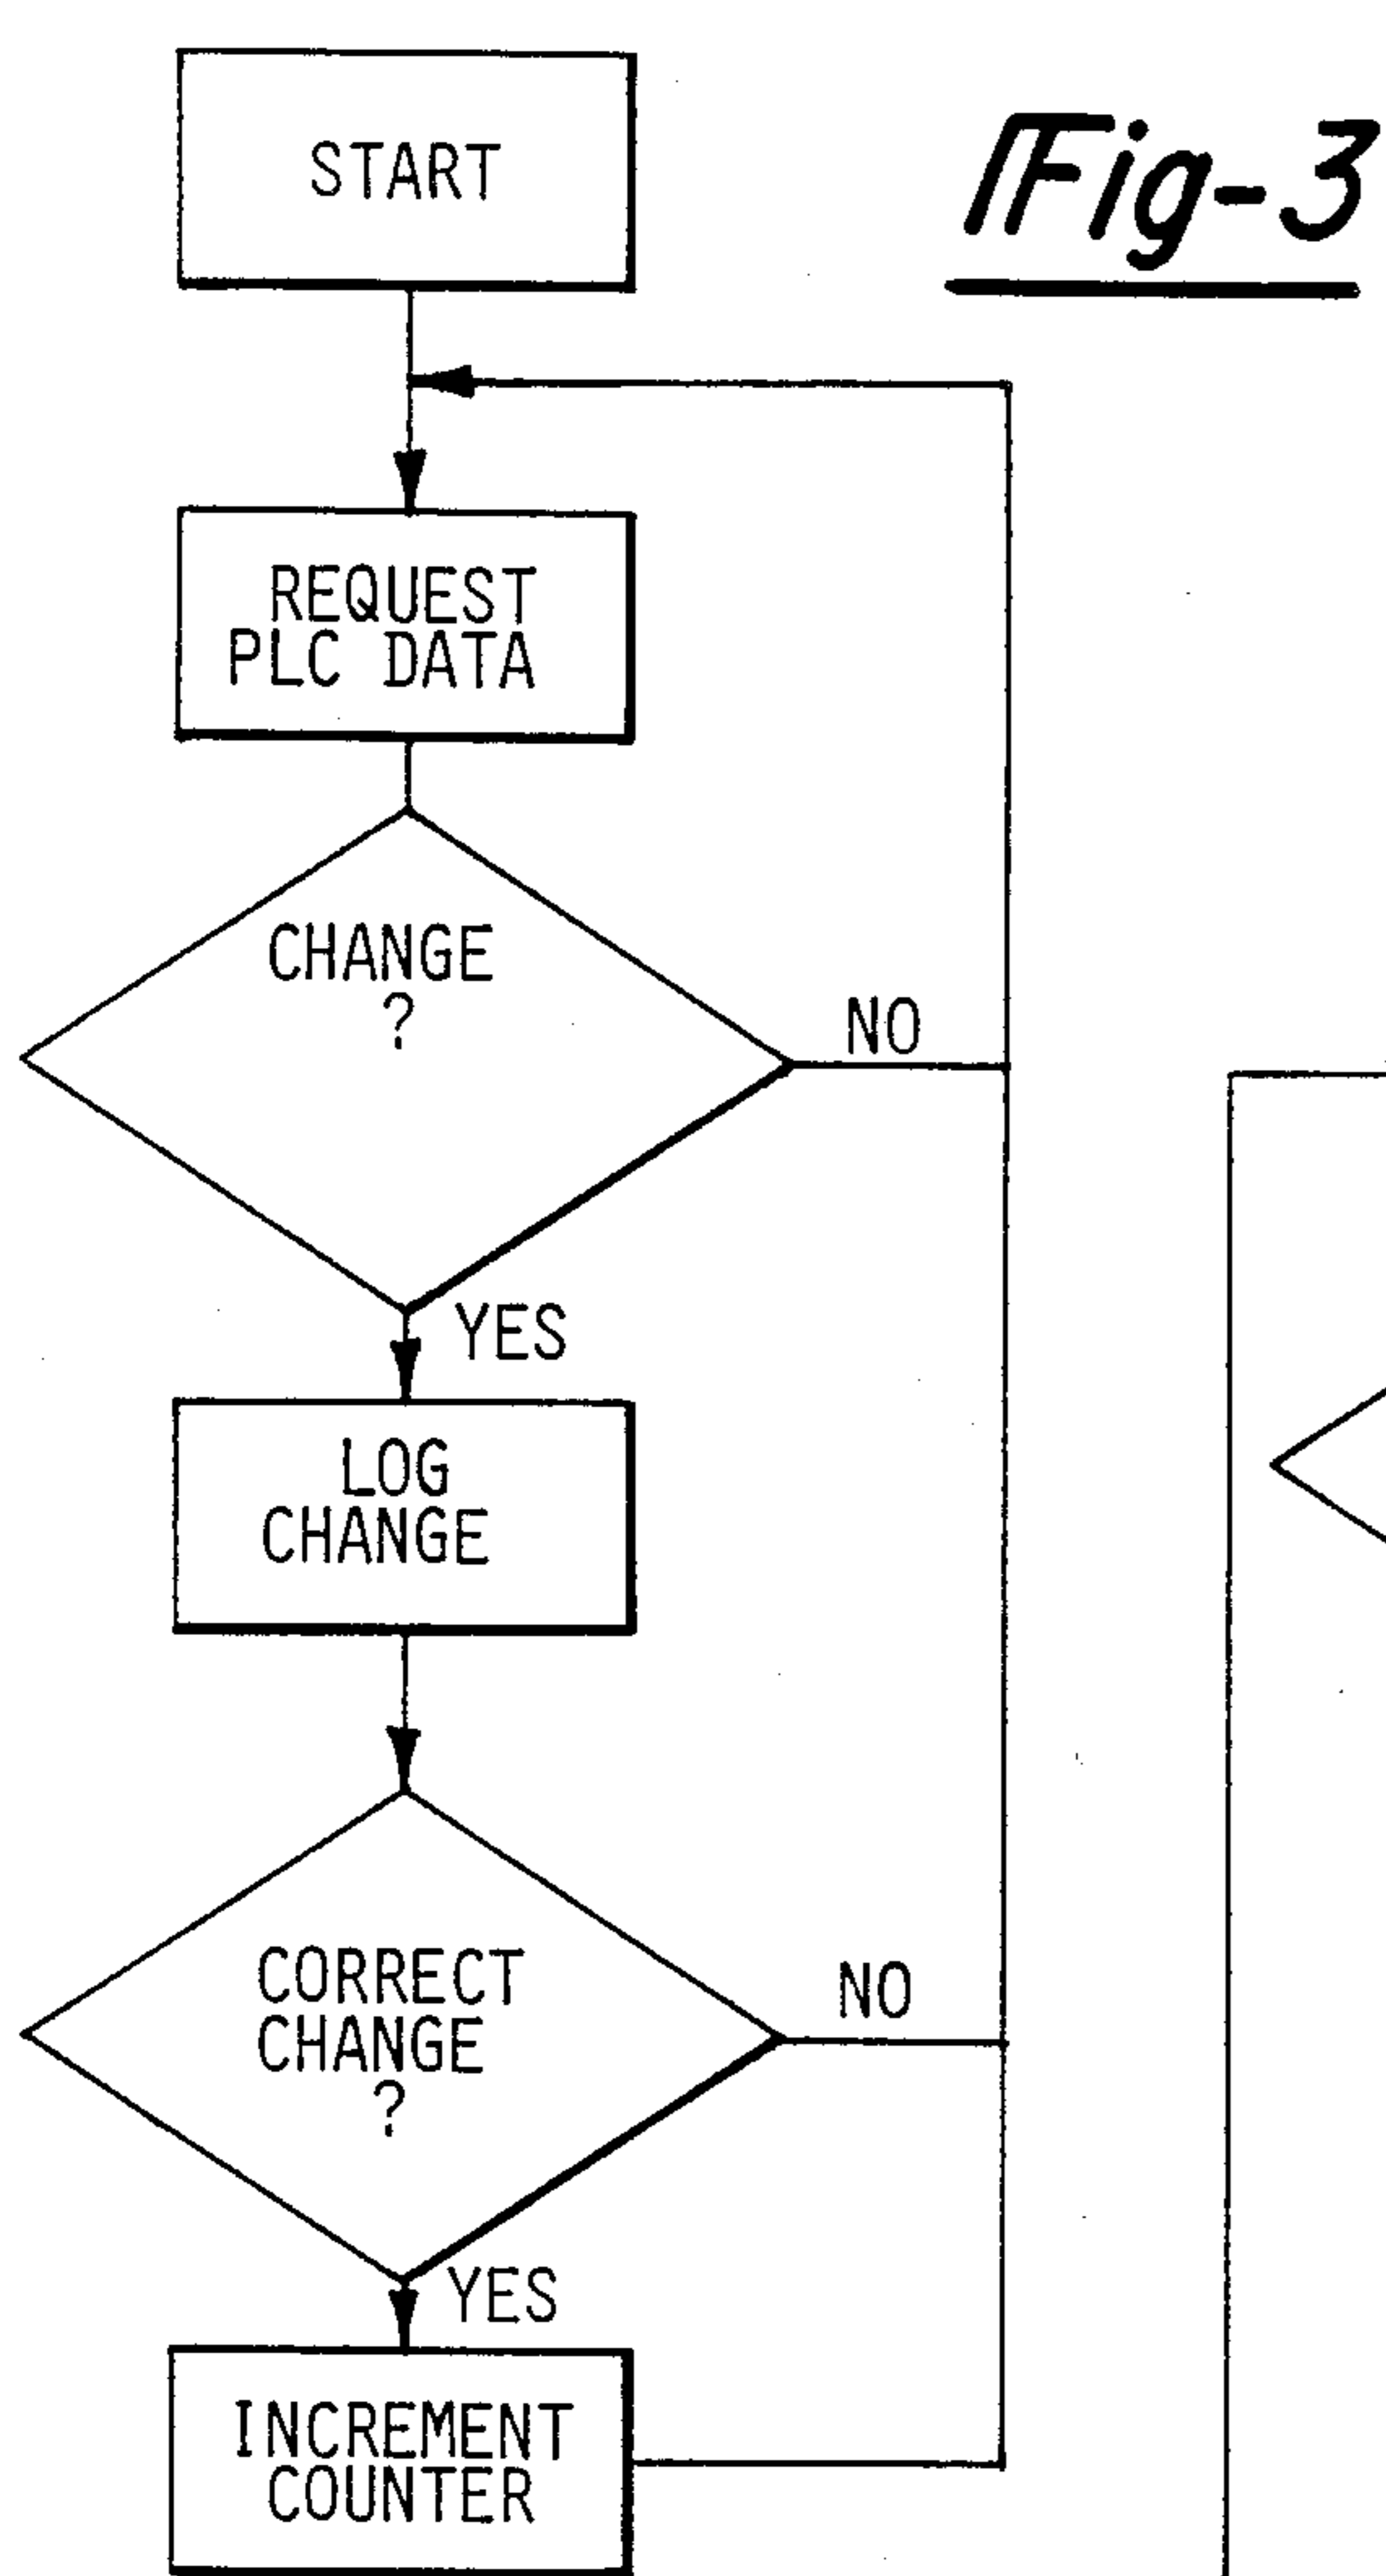 START
Fig-3
REQUEST
PLC DATA
CHANGE
?
NO
YES
LOG
CHANGE
CORRECT
CHANGE
?
NO
YES
INCREMENT
COUNTER